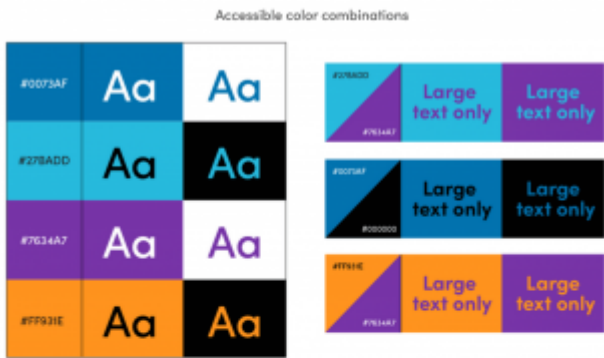 Accessible color combinations
#0073AF Aa Aa
#27BADD Aa Aa
#7634A7 Aa Aa
#FF931E Aa Aa
#27BADD
#7634A7
Large Large
text only text only
#0073AF
#000000
Large Large
text only text only
#FF931E
#7634A7
Large Large
text only text only